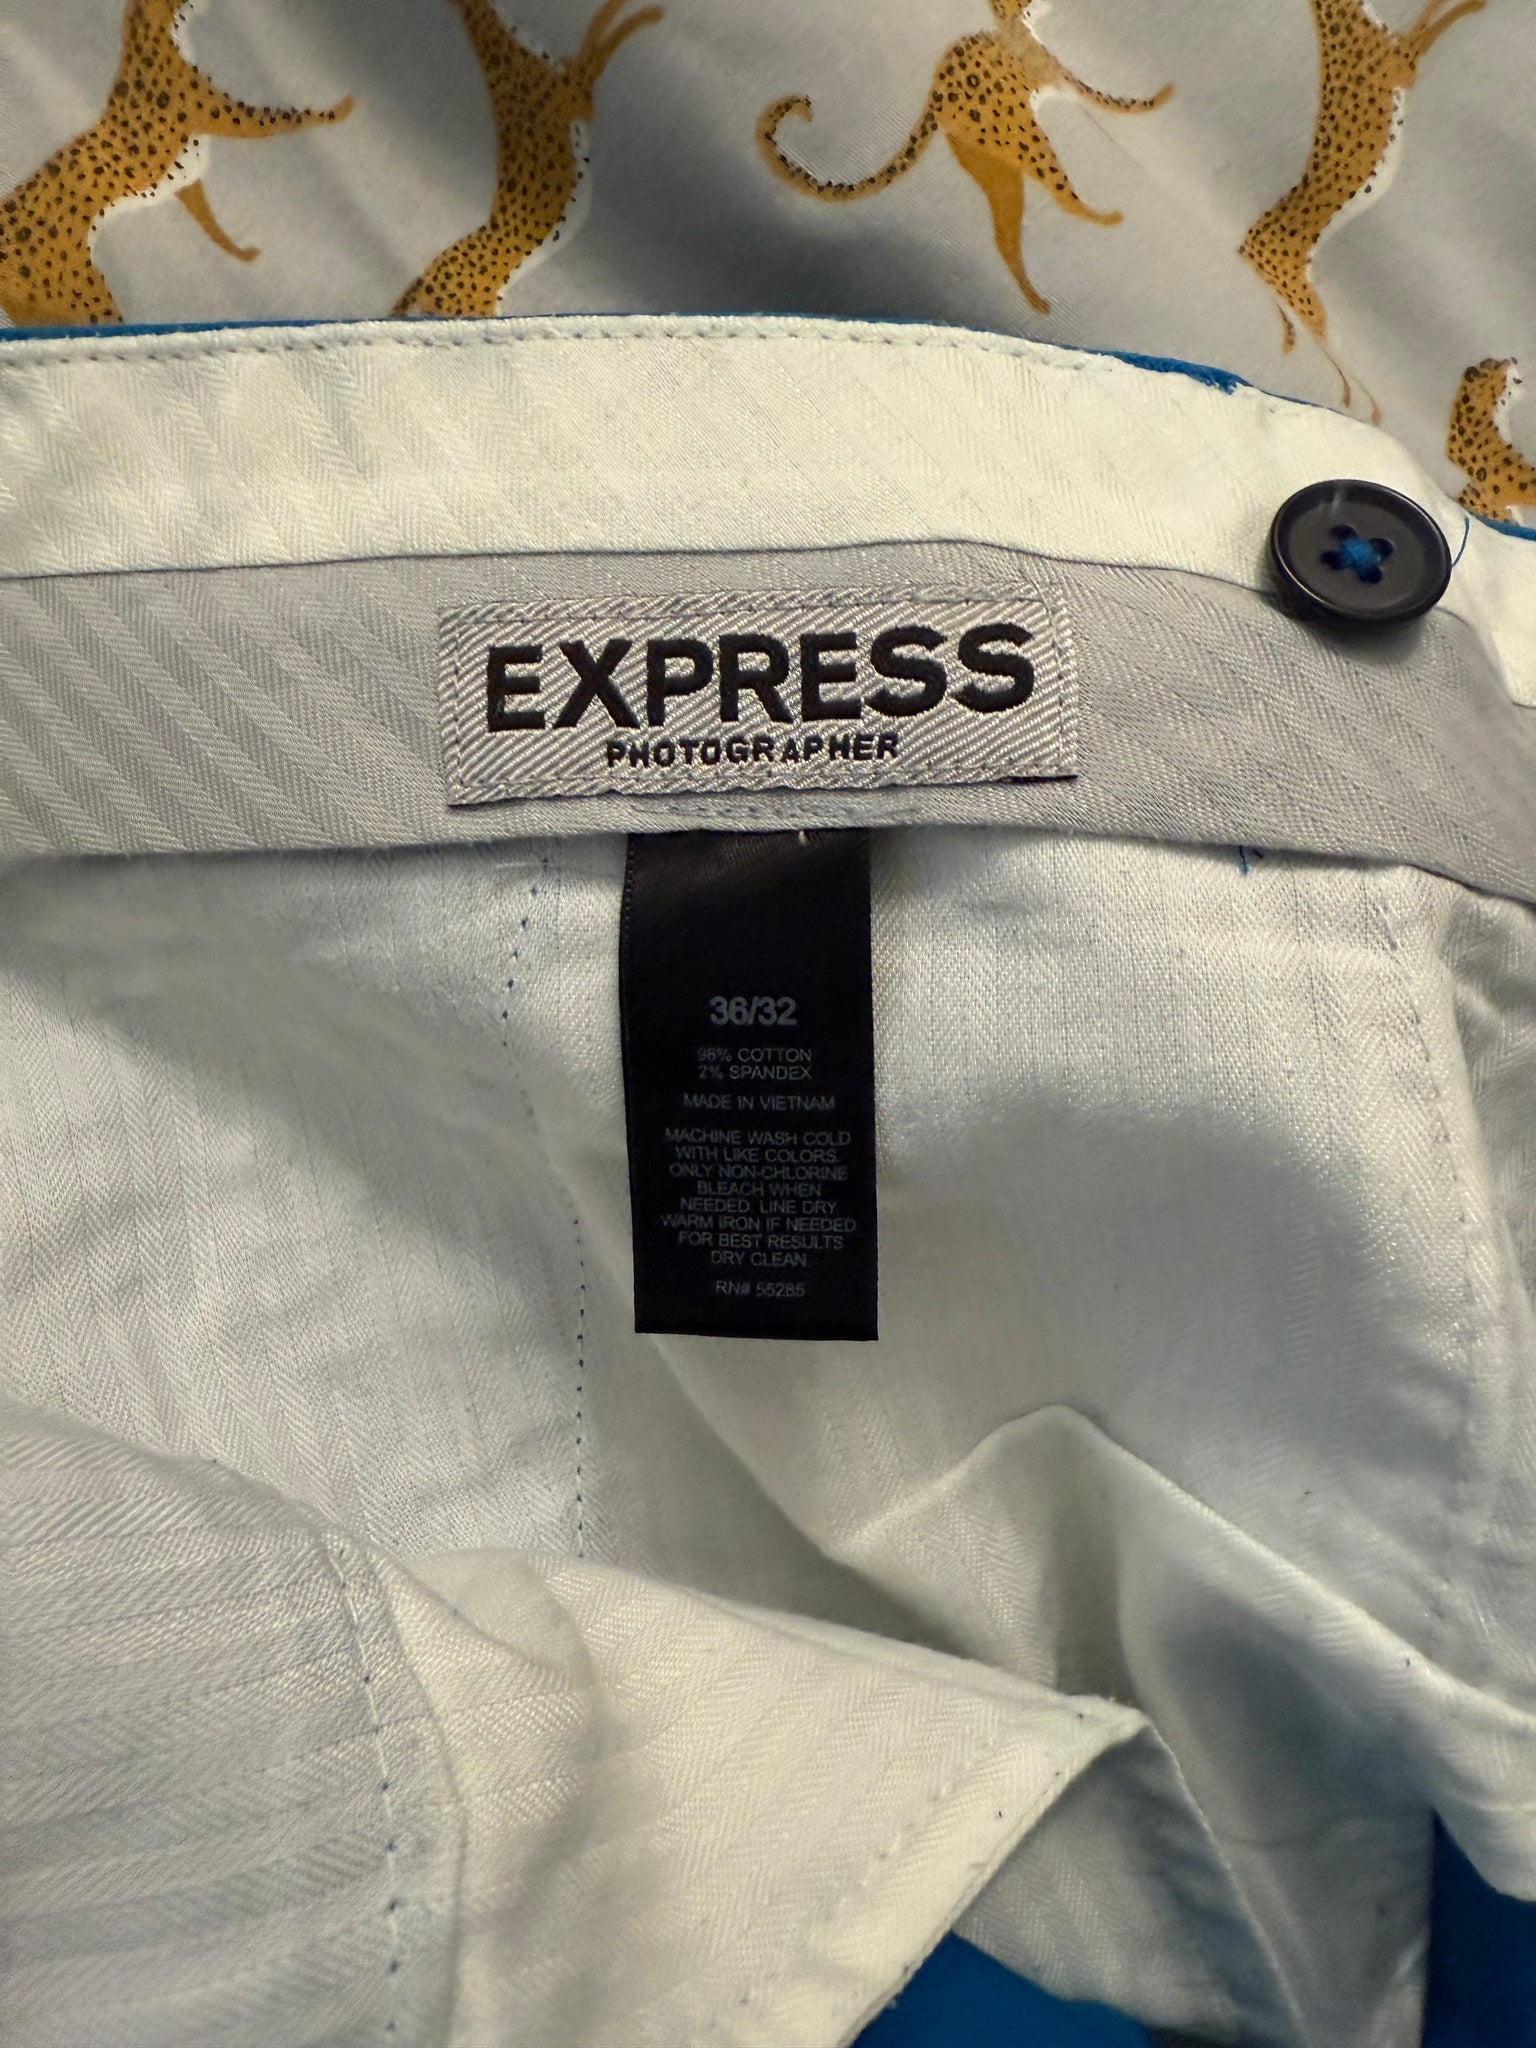 EXPRESS
PHOTOGRAPHER
36/32
98% COTTON
2% SPANDEX
MADE IN VIETNAM
MACHINE WASH COLD
WITH LIKE COLORS.
ONLY NON-CHLORINE
BLEACH WHEN
NEEDED. LINE DRY.
WARM IRON IF NEEDED
FOR BEST RESULTS
DRY CLEAN.
RN# 55285